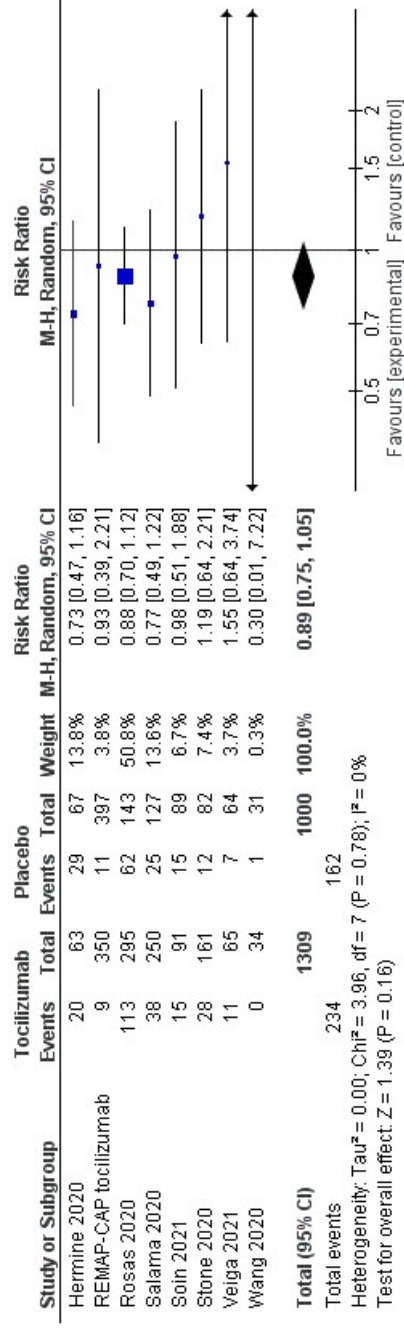 Tocilizumab Placebo Risk Ratio Risk Ratio
Study or Subgroup Events Total Events Total Weight M-H, Random, 95% CI M-H, Random, 95% CI
Hermine 2020 20 63 29 67 13.8% 0.73 [0.47, 1.16]
REMAP-CAP tocilizumab 9 350 11 397 3.8% 0.93 [0.39, 2.21]
Rosas 2020 113 295 62 143 50.8% 0.88 [0.70, 1.12]
Salama 2020 38 250 25 127 13.6% 0.77 [0.49, 1.22]
Soin 2021 15 91 15 89 6.7% 0.98 [0.51, 1.88]
Stone 2020 28 161 12 82 7.4% 1.19 [0.64, 2.21]
Veiga 2021 11 65 7 64 3.7% 1.55 [0.64, 3.74]
Wang 2020 0 34 1 31 0.3% 0.30 [0.01, 7.22]
Total (95% CI) 1309 1000 100.0% 0.89 [0.75, 1.05]
Total events 234 162
Heterogeneity: Tau² = 0.00; Chi² = 3.96, df = 7 (P = 0.78); I² = 0%
Test for overall effect: Z = 1.39 (P = 0.16)
0.5 0.7 1 1.5 2
Favours [experimental] Favours [control]